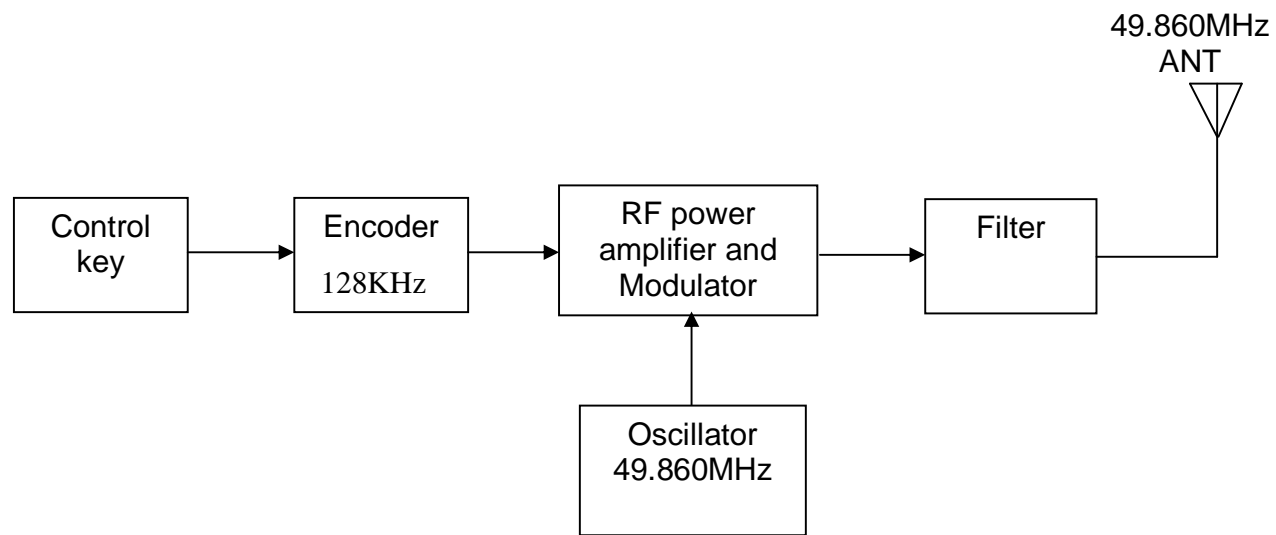 49.860MHz
ANT
Control
key
Encoder
128KHz
RF power
amplifier and
Modulator
Filter
Oscillator
49.860MHz